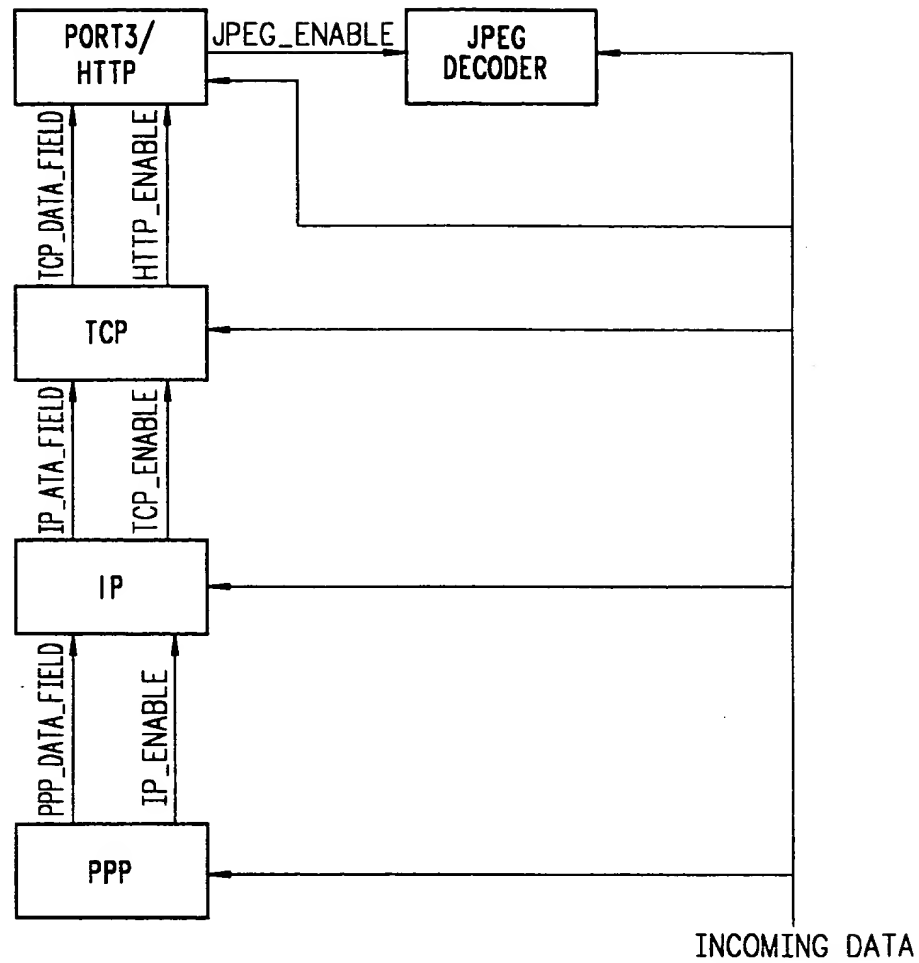 PORT3/
HTTP
JPEG_ENABLE
JPEG
DECODER
TCP_DATA_FIELD
HTTP_ENABLE
TCP
IP_ATA_FIELD
TCP_ENABLE
IP
PPP_DATA_FIELD
IP_ENABLE
PPP
INCOMING DATA